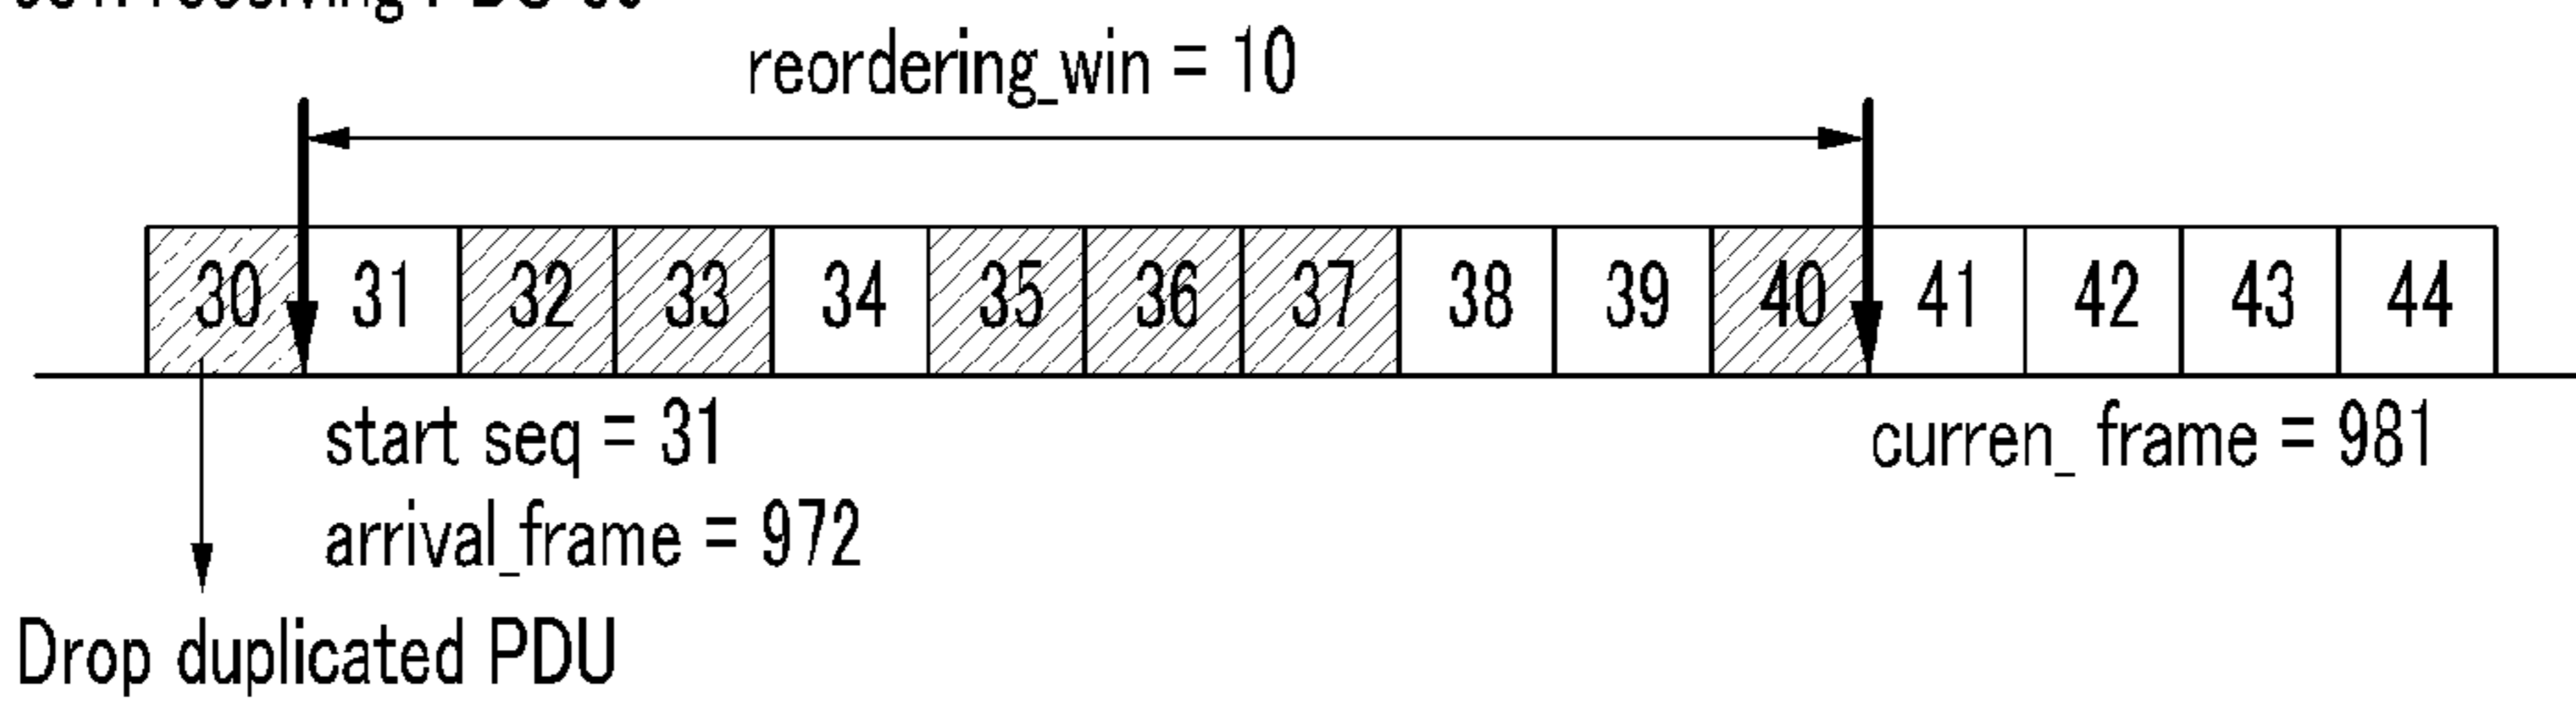 reordering_win = 10
30 31 32 33 34 35 36 37 38 39 40 41 42 43 44
start seq = 31
curren_ frame = 981
arrival_frame = 972
Drop duplicated PDU